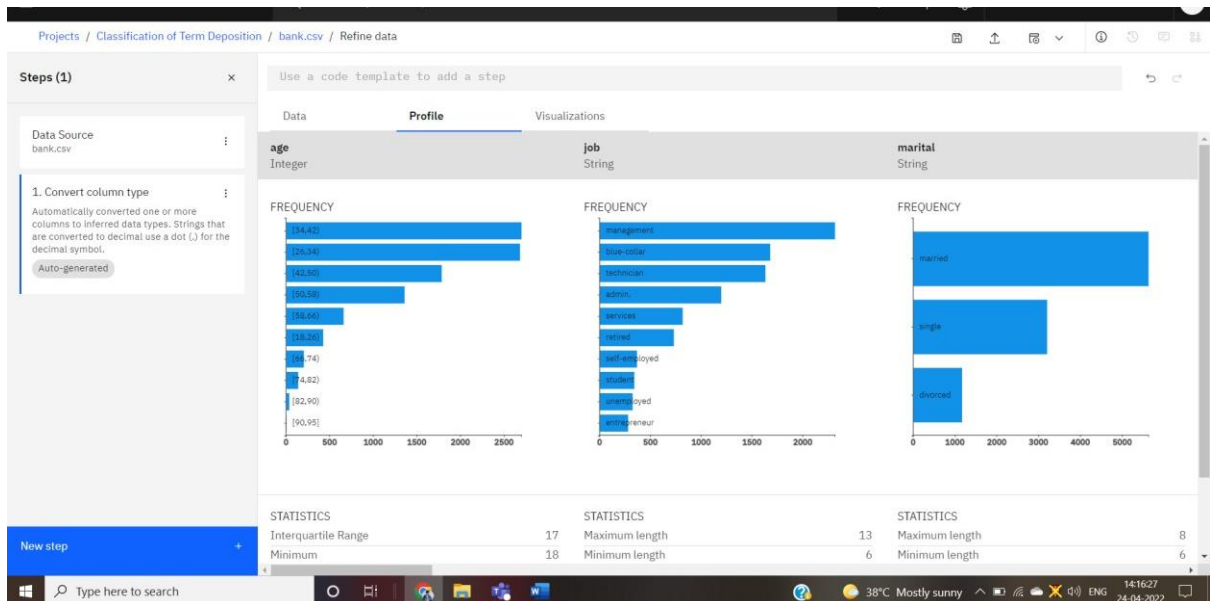 Projects / Classification of Term Deposition / bank.csv / Refine data
Steps (1)
×
Use a code template to add a step
Data
Profile
Visualizations
Data Source
bank.csv
1. Convert column type
Automatically converted one or more
columns to inferred data types. Strings that
are converted to decimal use a dot (.) for the
decimal symbol.
Auto-generated
New step
+
age
Integer
FREQUENCY
[34,42)
[26,34)
[42,50)
[50,58)
[58,66)
[18,26)
[66,74)
[74,82)
[82,90)
[90,95]
0 500 1000 1500 2000 2500
STATISTICS
Interquartile Range 17
Minimum 18
job
String
FREQUENCY
management
blue-collar
technician
admin.
services
retired
self-employed
student
unemployed
entrepreneur
0 500 1000 1500 2000
STATISTICS
Maximum length 13
Minimum length 6
marital
String
FREQUENCY
married
single
divorced
0 1000 2000 3000 4000 5000
STATISTICS
Maximum length 8
Minimum length 6
Type here to search
38°C Mostly sunny
ENG
14:16:27
24-04-2022